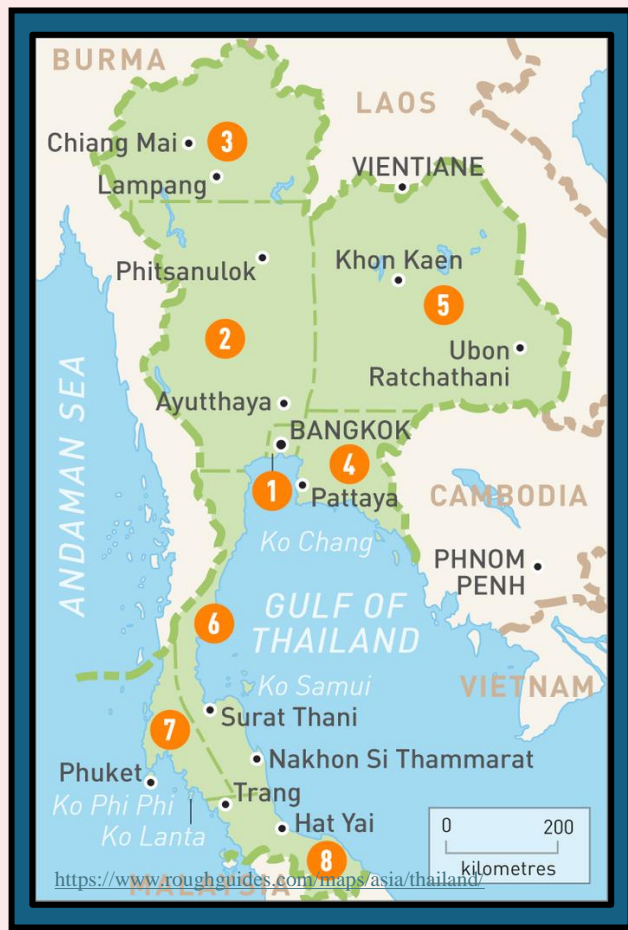 BURMA
LAOS
Chiang Mai
3
Lampang
VIENTIANE
Phitsanulok
Khon Kaen
5
2
Ubon
Ratchathani
Ayutthaya
BANGKOK
4
1
Pattaya
CAMBODIA
ANDAMAN SEA
Ko Chang
PHNOM
PENH
6
GULF OF
THAILAND
Ko Samui
VIETNAM
Surat Thani
7
Nakhon Si Thammarat
Phuket
Ko Phi Phi
Trang
Ko Lanta
Hat Yai
0 200
kilometres
8
MALAYSIA
https://www.roughguides.com/maps/asia/thailand/